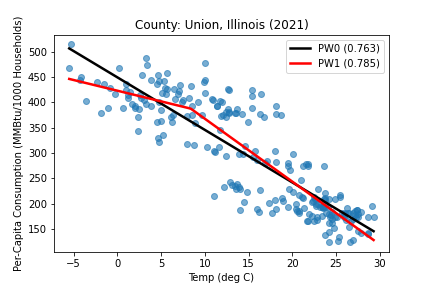 County: Union, Illinois (2021)
Per-Capita Consumption (MMBtu/1000 Households)
500
450
400
350
300
250
200
150
PW0 (0.763)
PW1 (0.785)
−5 0 5 10 15 20 25 30
Temp (deg C)